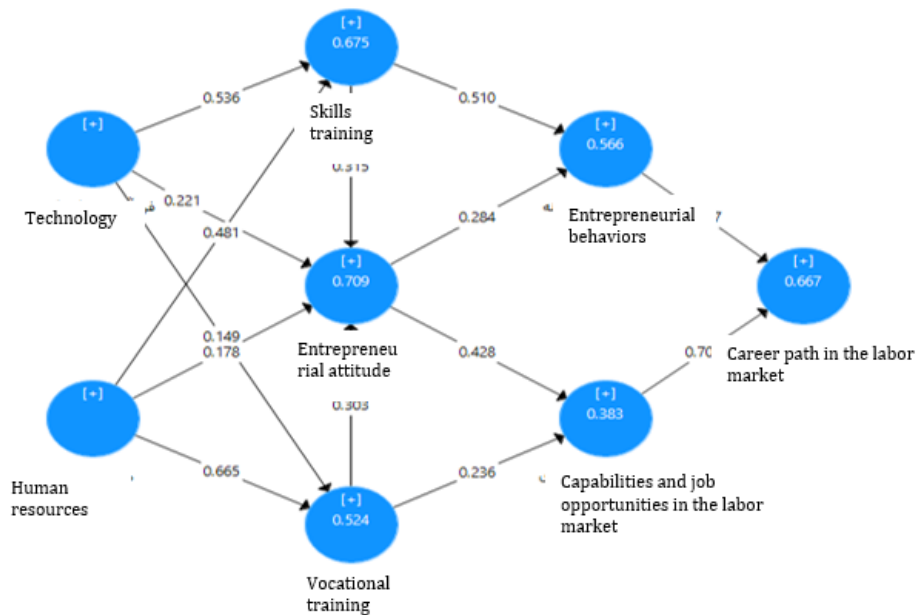 [+]
0.675
Skills
training
0.536
0.510
[+]
Technology
[+]
0.566
Entrepreneurial
behaviors
0.221
0.481
0.284
[+]
0.709
Entrepreneu
rial attitude
[+]
0.667
Career path in the labor
market
0.149
0.178
0.428
[+]
Human
resources
0.303
[+]
0.383
Capabilities and job
opportunities in the labor
market
0.665
0.236
[+]
0.524
Vocational
training